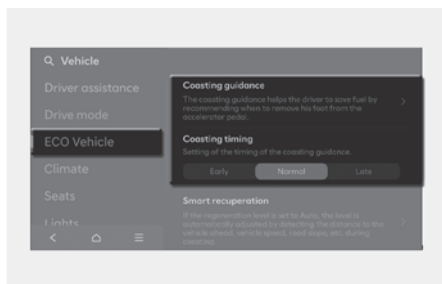 Vehicle
Driver assistance
Drive mode
ECO Vehicle
Climate
Seats
Lights
Coasting guidance
The coasting guidance helps the driver to save fuel by
recommending when to remove his foot from the
accelerator pedal.
Coasting timing
Setting of the timing of the coasting guidance.
Early
Normal
Late
Smart recuperation
If the regeneration level is set to Auto, the level is
automatically adjusted by detecting the distance to the
vehicle ahead, vehicle speed, road slope, etc. during
coasting.